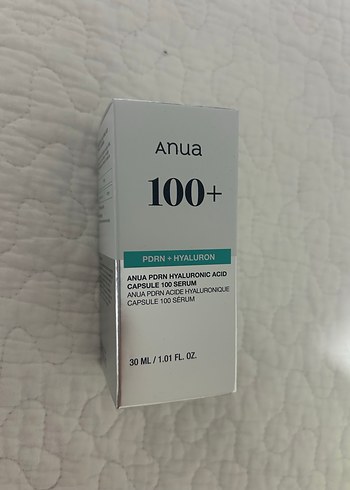 Anua
100+
PDRN + HYALURON
ANUA PDRN HYALURONIC ACID
CAPSULE 100 SERUM
ANUA PDRN ACIDE HYALURONIQUE
CAPSULE 100 SÉRUM
30 ML / 1.01 FL. OZ.